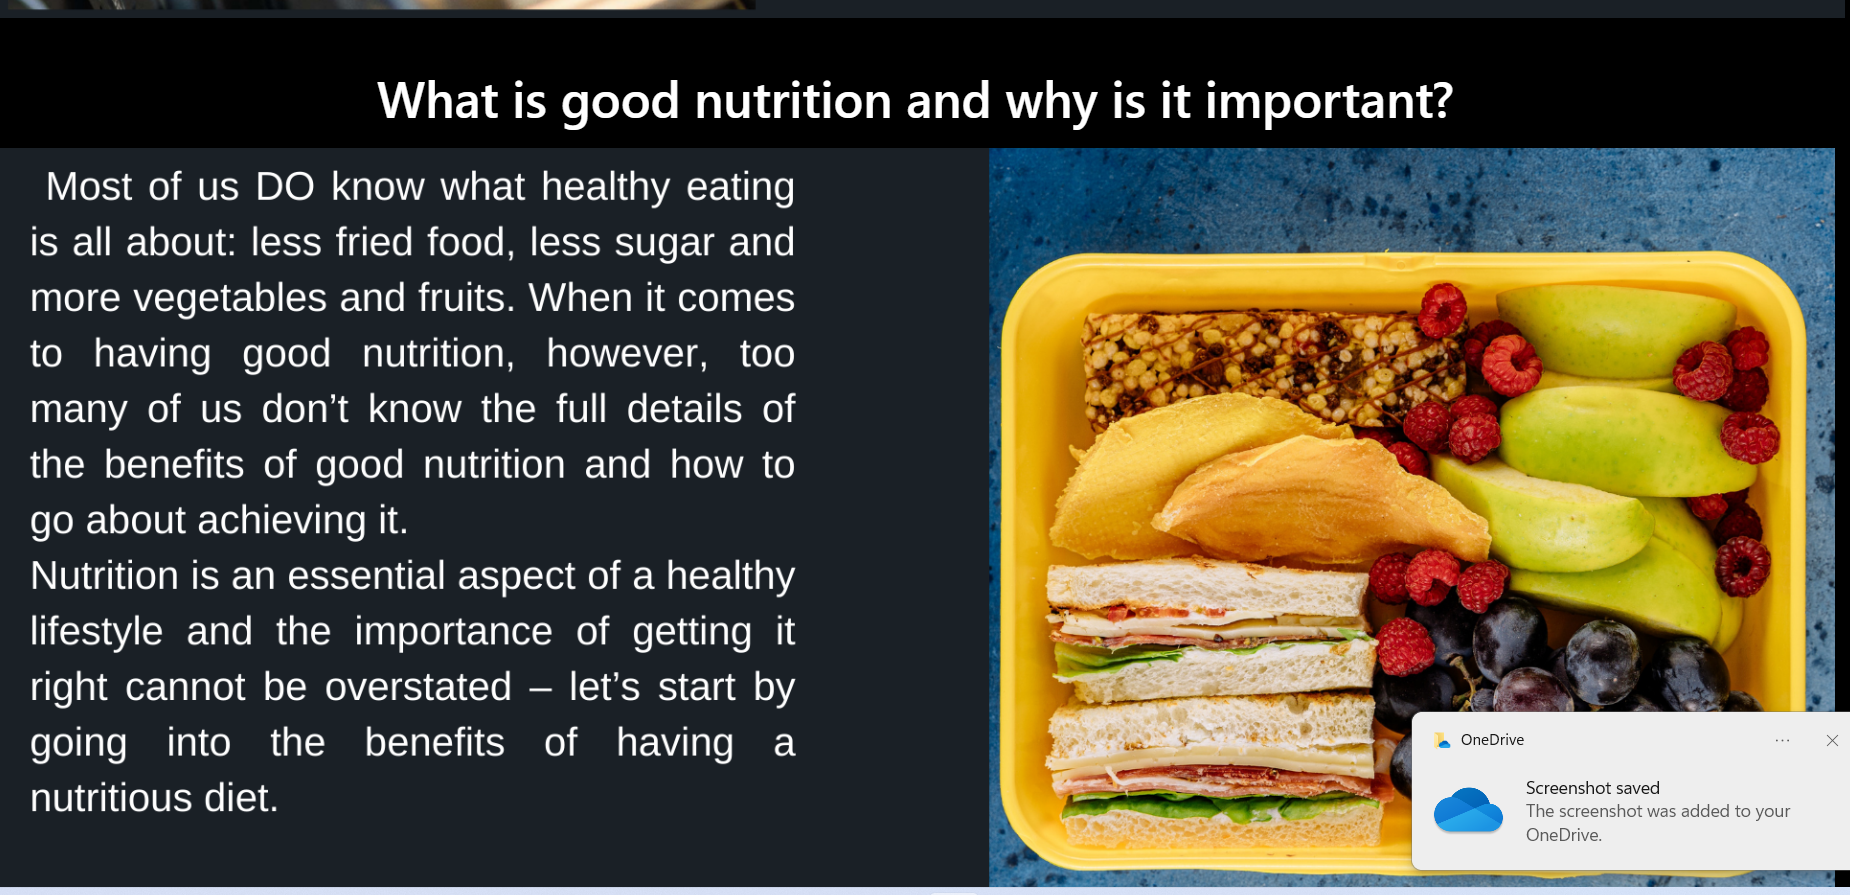 What is good nutrition and why is it important?
Most of us DO know what healthy eating
is all about: less fried food, less sugar and
more vegetables and fruits. When it comes
to having good nutrition, however, too
many of us don’t know the full details of
the benefits of good nutrition and how to
go about achieving it.
Nutrition is an essential aspect of a healthy
lifestyle and the importance of getting it
right cannot be overstated – let’s start by
going into the benefits of having a
nutritious diet.
OneDrive
Screenshot saved
The screenshot was added to your
OneDrive.